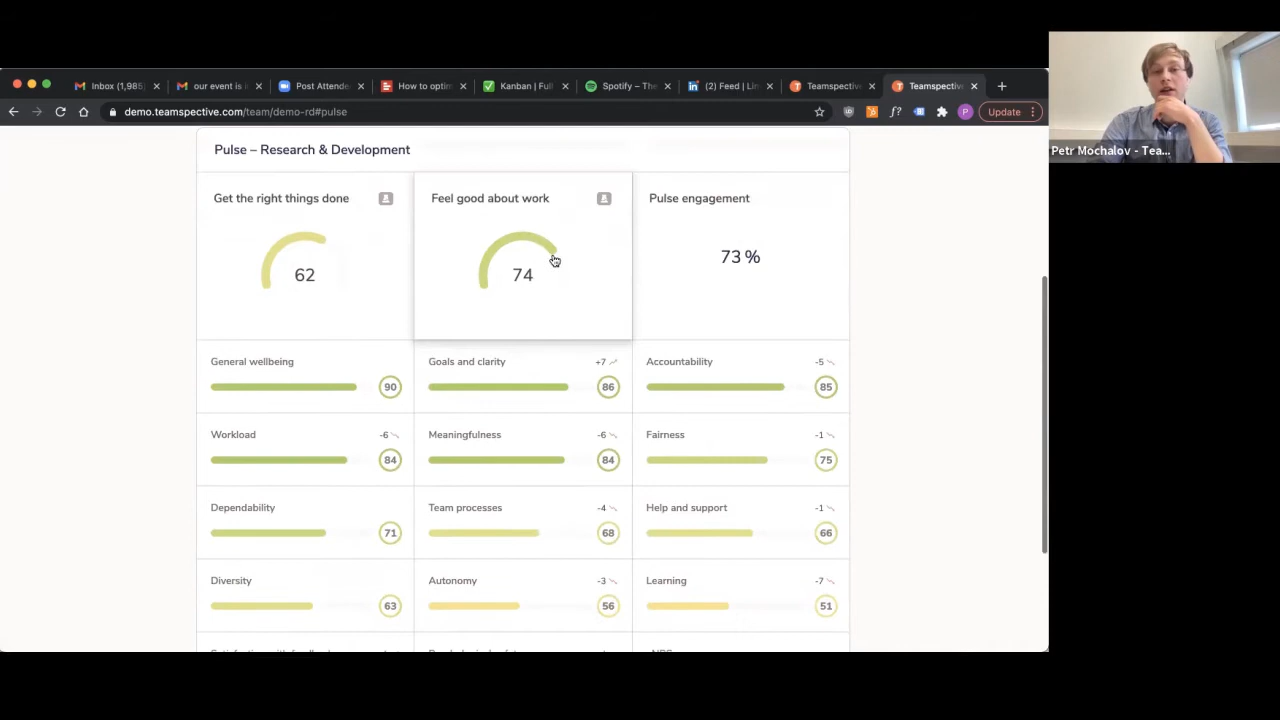 Inbox (1,985)
our event is i
Post Attende
How to optim
Kanban | Full
Spotify – The
(2) Feed | Lin
Teamspectiv
Teamspectiv
demo.teamspective.com/team/demo-rd#pulse
f?
P
Update
Petr Mochalov - Tea...
Pulse – Research & Development
Get the right things done
62
Feel good about work
74
Pulse engagement
73 %
General wellbeing
90
Goals and clarity +7
86
Accountability -5
85
Workload -6
84
Meaningfulness -6
84
Fairness -1
75
Dependability
71
Team processes -4
68
Help and support -1
66
Diversity
63
Autonomy -3
56
Learning -7
51